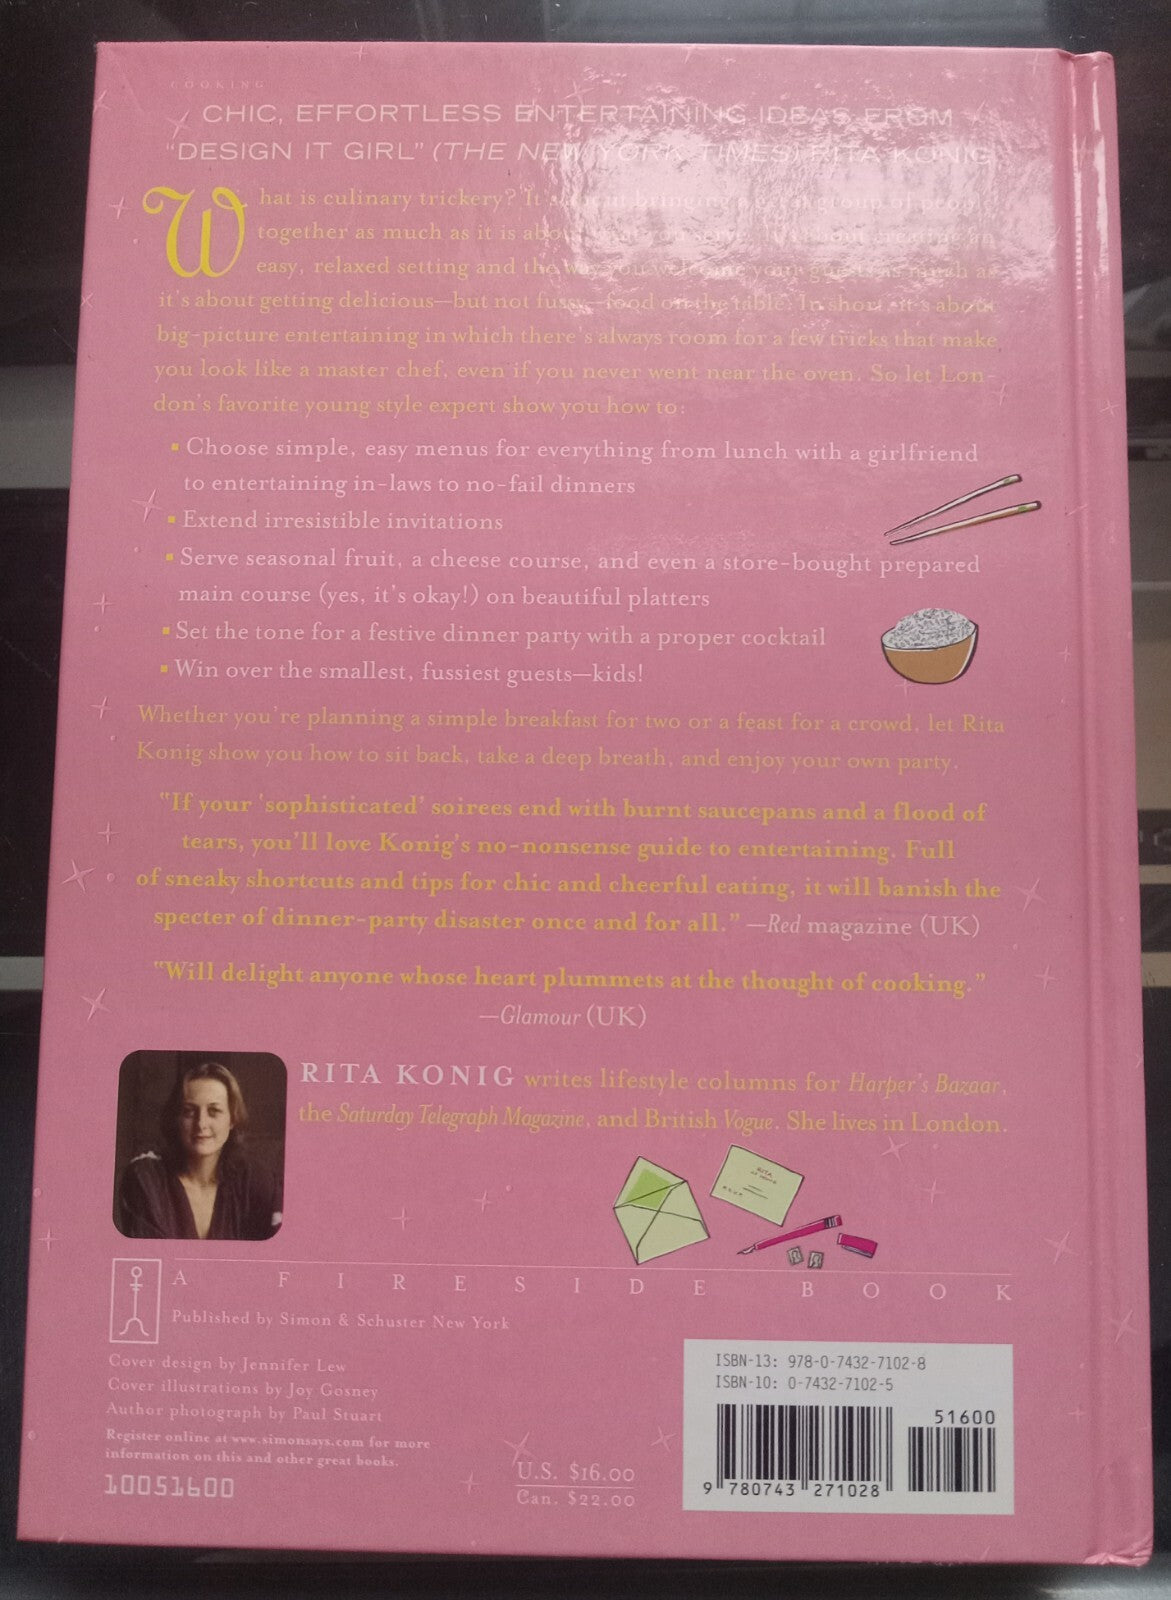 COOKING
CHIC, EFFORTLESS ENTERTAINING IDEAS FROM
"DESIGN IT GIRL" (THE NEW YORK TIMES) RITA KONIG
What is culinary trickery? It's about bringing a great group of people
together as much as it is about what you serve. It's about creating an
easy, relaxed setting and the way you welcome your guests as much as
it's about getting delicious—but not fussy—food on the table. In short, it's about
big-picture entertaining in which there's always room for a few tricks that make
you look like a master chef, even if you never went near the oven. So let Lon-
don's favorite young style expert show you how to:
▪ Choose simple, easy menus for everything from lunch with a girlfriend
to entertaining in-laws to no-fail dinners
▪ Extend irresistible invitations
▪ Serve seasonal fruit, a cheese course, and even a store-bought prepared
main course (yes, it's okay!) on beautiful platters
▪ Set the tone for a festive dinner party with a proper cocktail
▪ Win over the smallest, fussiest guests—kids!
Whether you're planning a simple breakfast for two or a feast for a crowd, let Rita
Konig show you how to sit back, take a deep breath, and enjoy your own party.
"If your 'sophisticated' soirees end with burnt saucepans and a flood of
tears, you'll love Konig's no-nonsense guide to entertaining. Full
of sneaky shortcuts and tips for chic and cheerful eating, it will banish the
specter of dinner-party disaster once and for all." —Red magazine (UK)
"Will delight anyone whose heart plummets at the thought of cooking."
—Glamour (UK)
RITA KONIG writes lifestyle columns for Harper's Bazaar,
the Saturday Telegraph Magazine, and British Vogue. She lives in London.
RITA
AT HOME
R.S.V.P.
A FIRESIDE BOOK
Published by Simon & Schuster New York
Cover design by Jennifer Lew
Cover illustrations by Joy Gosney
Author photograph by Paul Stuart
Register online at www.simonsays.com for more
information on this and other great books.
10051600
U.S. $16.00
Can. $22.00
ISBN-13: 978-0-7432-7102-8
ISBN-10: 0-7432-7102-5
51600
9 780743 271028